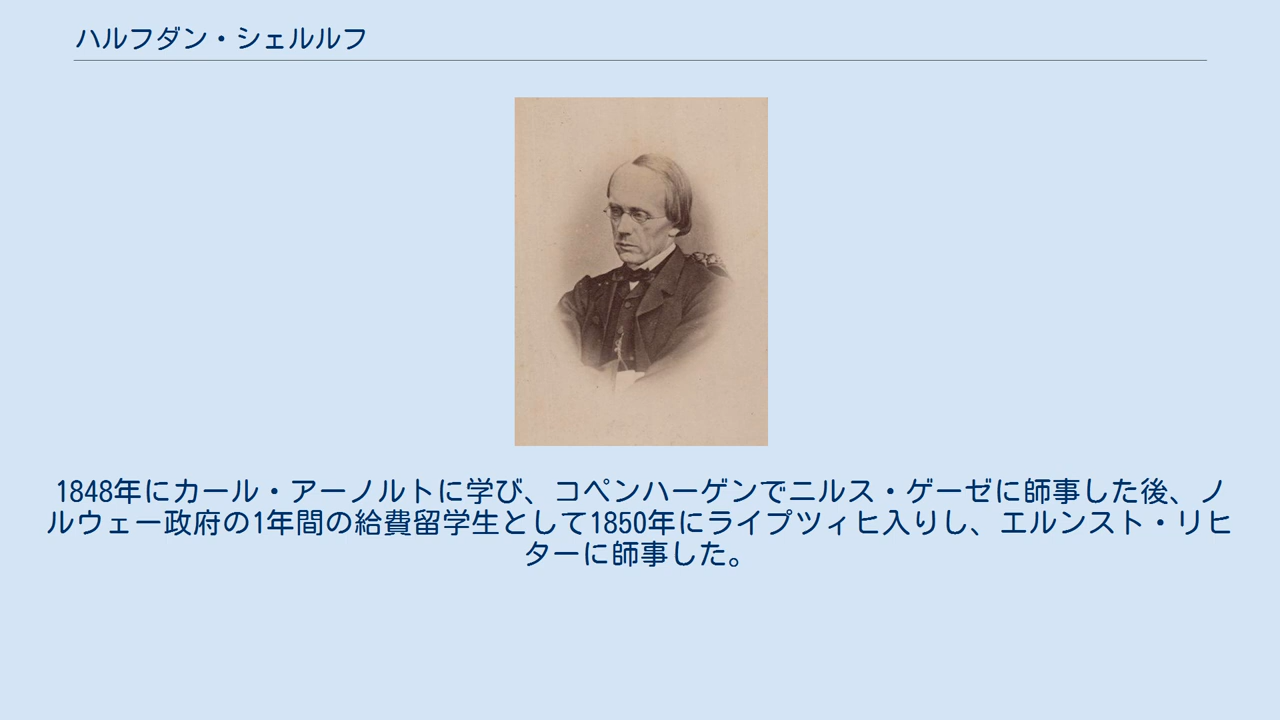 ハルフダン・シェルルフ
1848年にカール・アーノルトに学び、コペンハーゲンでニルス・ゲーゼに師事した後、ノ
ルウェー政府の1年間の給費留学生として1850年にライプツィヒ入りし、エルンスト・リヒ
ターに師事した。